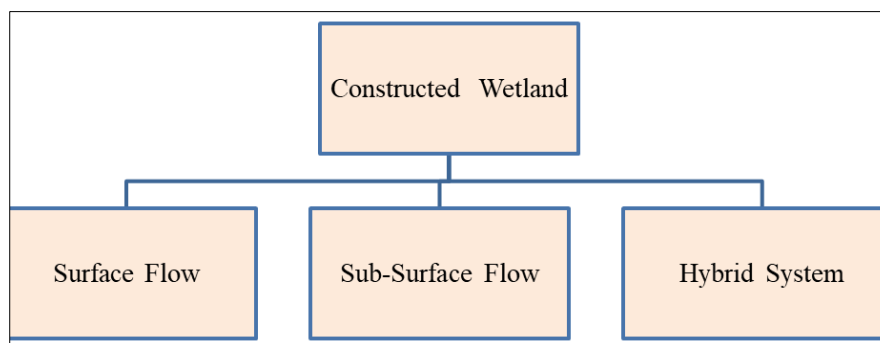 Constructed Wetland
Surface Flow
Sub-Surface Flow
Hybrid System